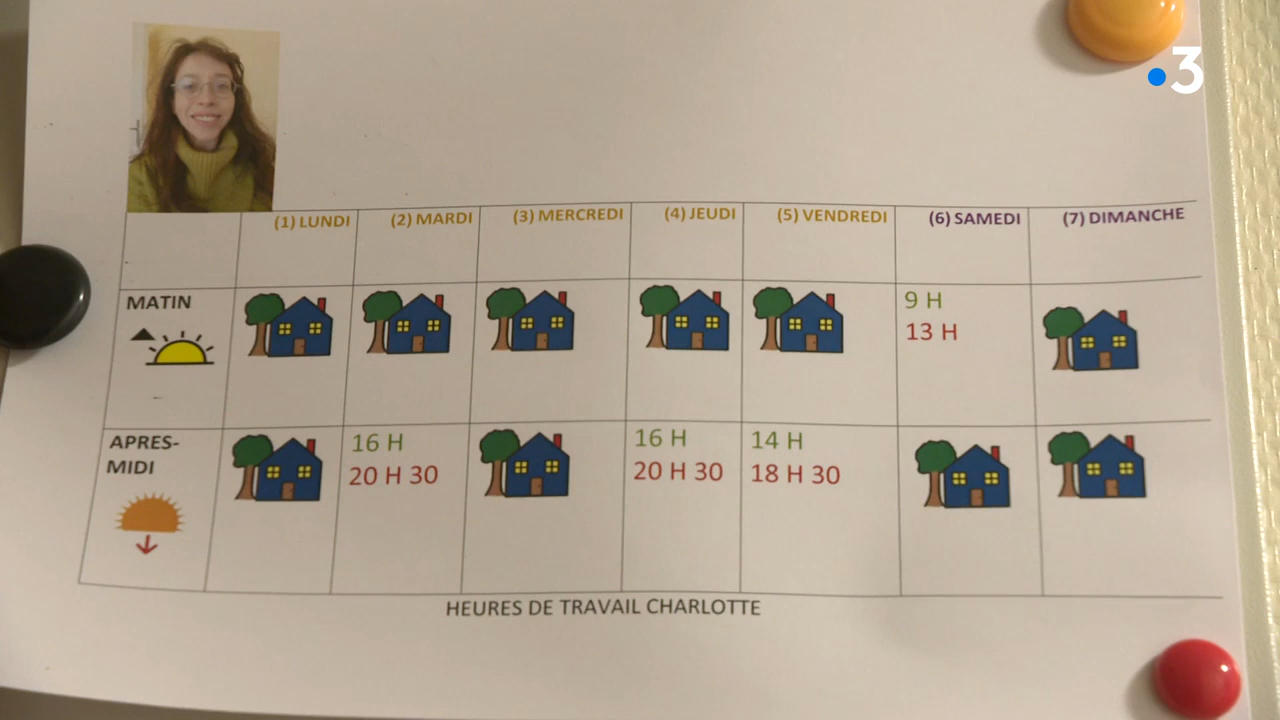 3
(1) LUNDI (2) MARDI (3) MERCREDI (4) JEUDI (5) VENDREDI (6) SAMEDI (7) DIMANCHE
MATIN
9 H
13 H
APRES-
MIDI
16 H
20 H 30
16 H
20 H 30
14 H
18 H 30
HEURES DE TRAVAIL CHARLOTTE